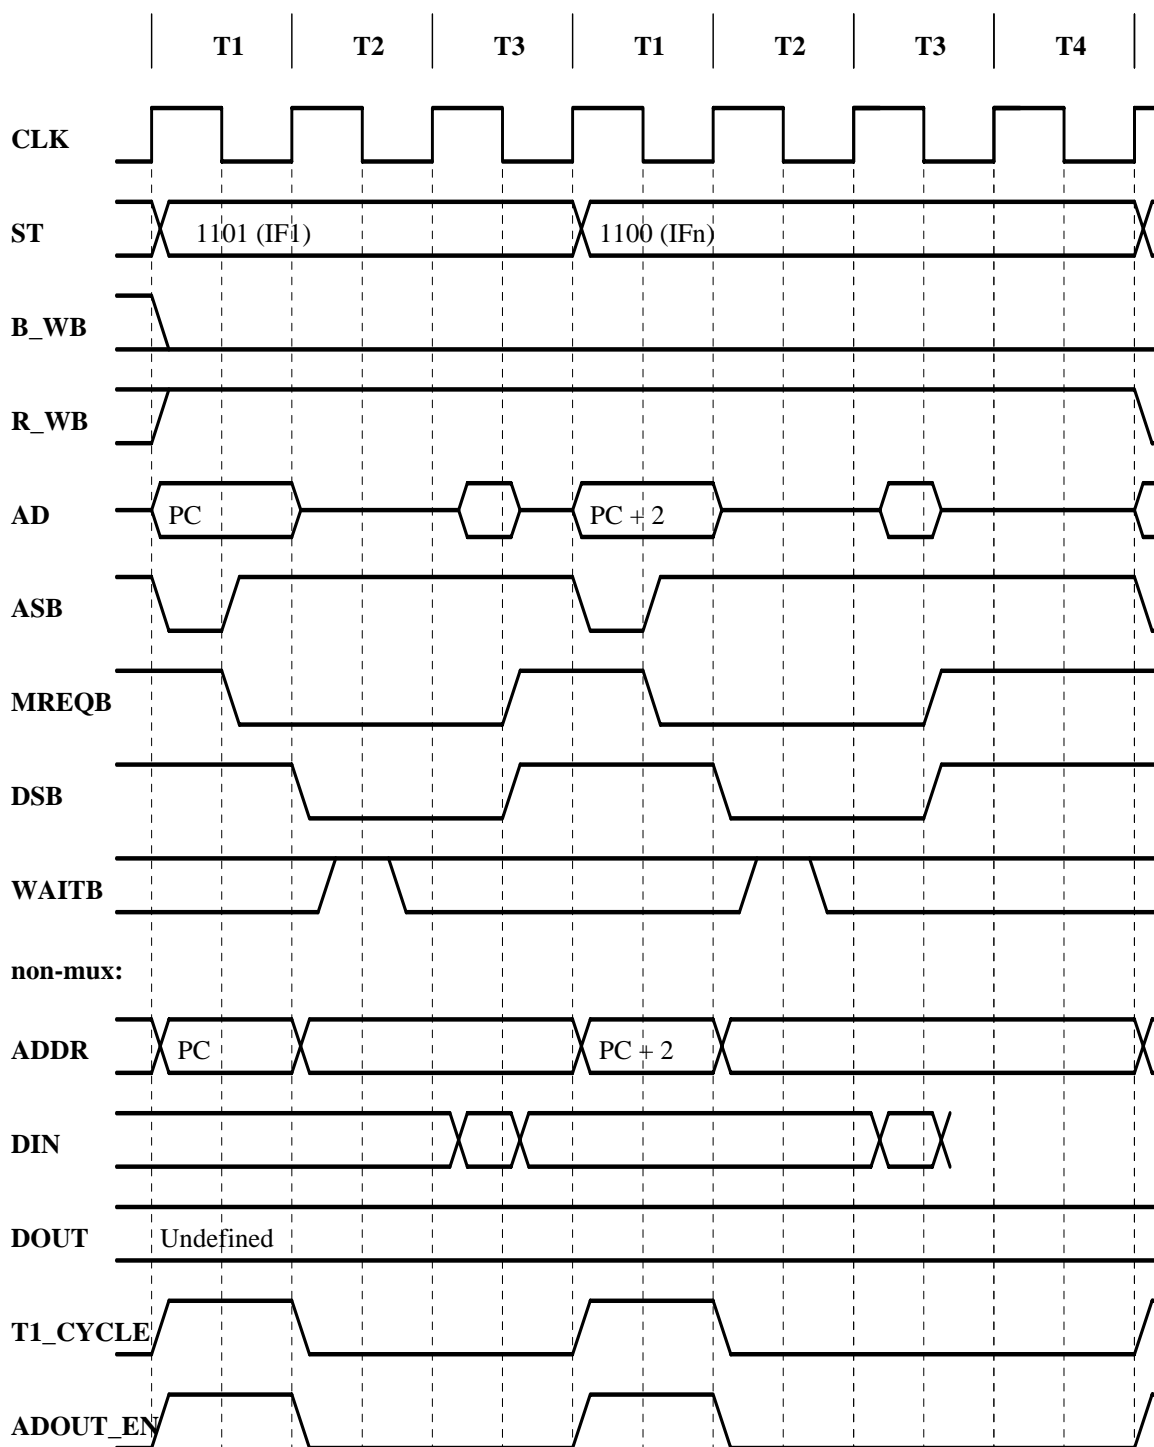 T1 T2 T3 T1 T2 T3 T4
CLK
ST 1101 (IF1) 1100 (IFn)
B_WB
R_WB
AD PC PC + 2
ASB
MREQB
DSB
WAITB
non-mux:
ADDR PC PC + 2
DIN
DOUT Undefined
T1_CYCLE
ADOUT_EN